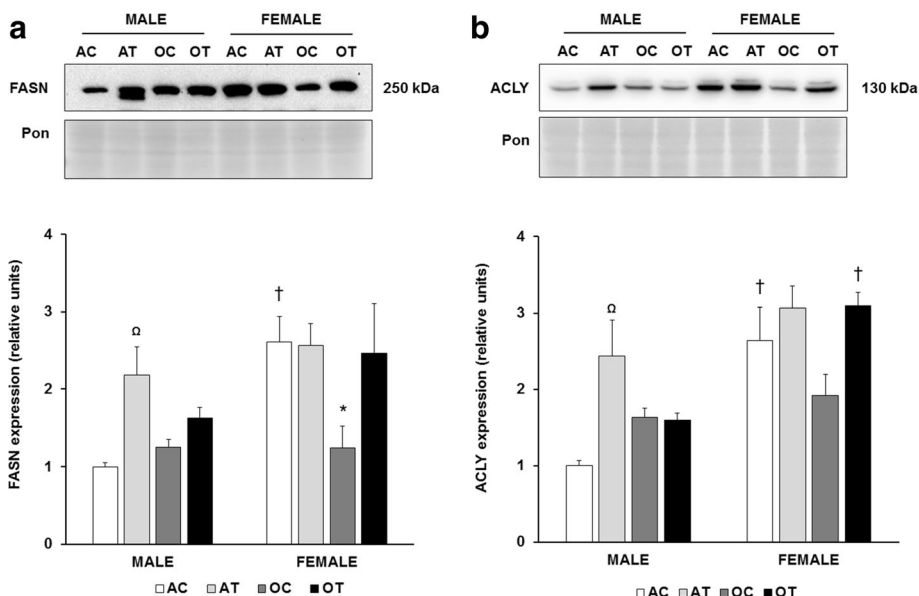 a
MALE FEMALE
AC AT OC OT AC AT OC OT
FASN 250 kDa
Pon
FASN expression (relative units)
4
3
2
1
0
Ω
†
*
MALE FEMALE
AC AT OC OT
b
MALE FEMALE
AC AT OC OT AC AT OC OT
ACLY 130 kDa
Pon
ACLY expression (relative units)
4
3
2
1
0
Ω
†
†
MALE FEMALE
AC AT OC OT